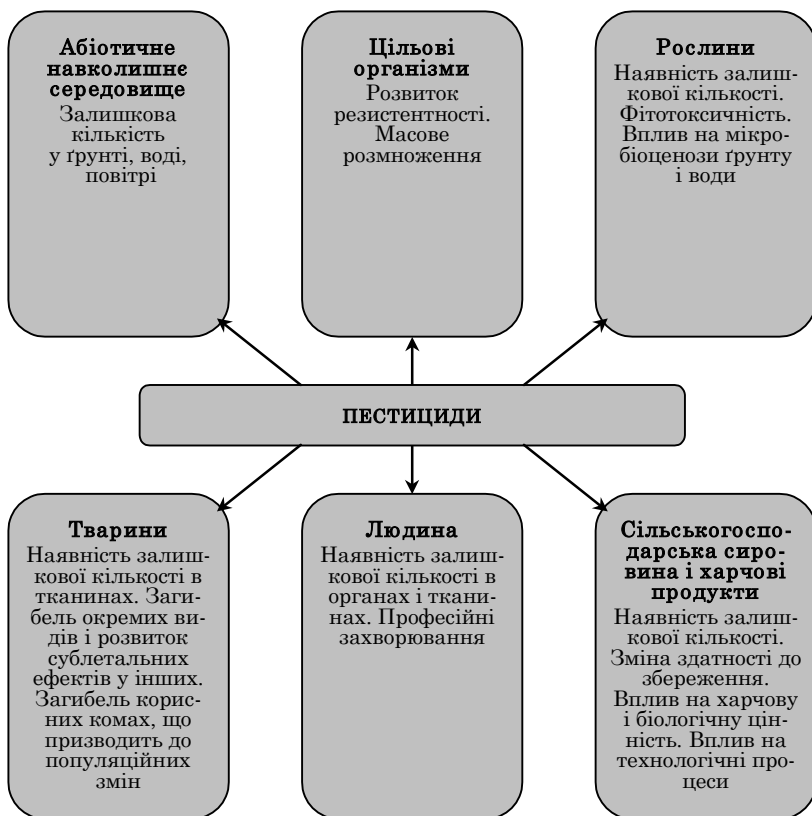 Абіотичне
навколишнє
середовище
Залишкова
кількість
у ґрунті, воді,
повітрі
Цільові
організми
Розвиток
резистентності.
Масове
розмноження
Рослини
Наявність залиш-
кової кількості.
Фітотоксичність.
Вплив на мікро-
біоценози ґрунту
і води
ПЕСТИЦИДИ
Тварини
Наявність залиш-
кової кількості в
тканинах. Заги-
бель окремих ви-
дів і розвиток
сублетальних
ефектів у інших.
Загибель корис-
них комах, що
призводить до
популяційних
змін
Людина
Наявність залиш-
кової кількості в
органах і ткани-
нах. Професійні
захворювання
Сільськогоспо-
дарська сиро-
вина і харчові
продукти
Наявність залиш-
кової кількості.
Зміна здатності до
збереження.
Вплив на харчову
і біологічну цін-
ність. Вплив на
технологічні про-
цеси